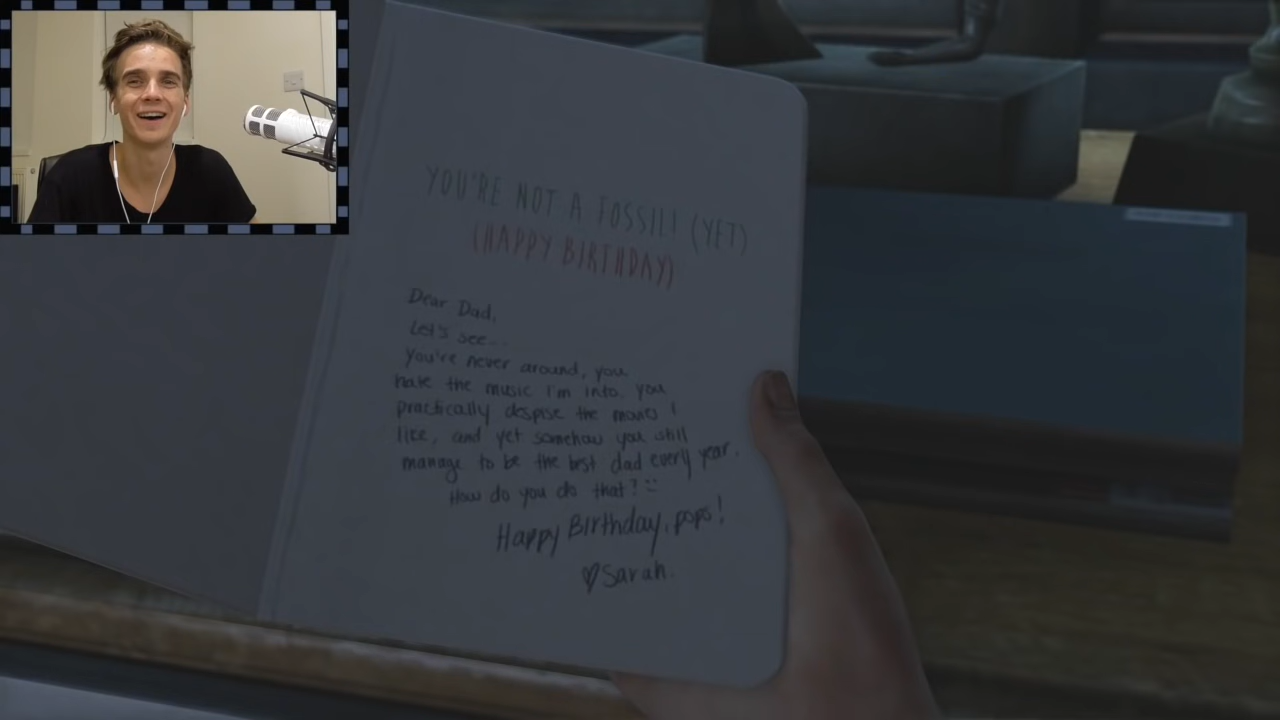 YOU'RE NOT A FOSSIL! (YET)
(HAPPY BIRTHDAY)
Dear Dad,
Let's see...
You're never around, you
hate the music I'm into, you
practically despise the movies I
like, and yet somehow you still
manage to be the best dad every year.
How do you do that? :)
Happy Birthday, pops!
♡Sarah.